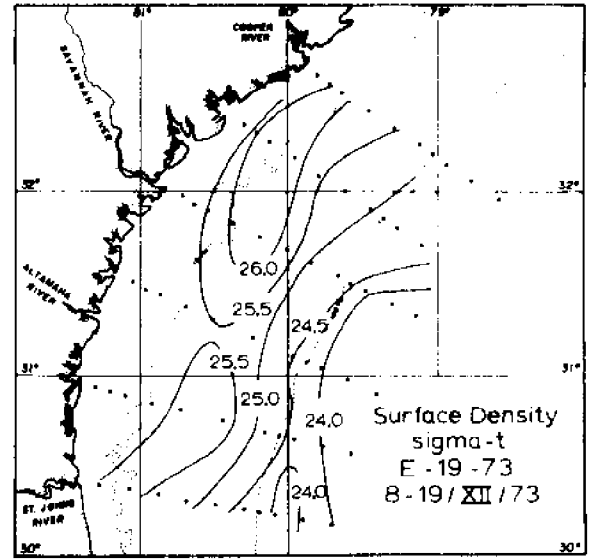 81°
80°
79°
COOPER
RIVER
SAVANNAH RIVER
32°
32°
26.0
ALTAMAHA
RIVER
25.5
24.5
25.5
31°
31°
25.0
24.0
Surface Density
sigma-t
E-19-73
8-19/XII/73
24.0
ST. JOHNS
RIVER
30°
30°